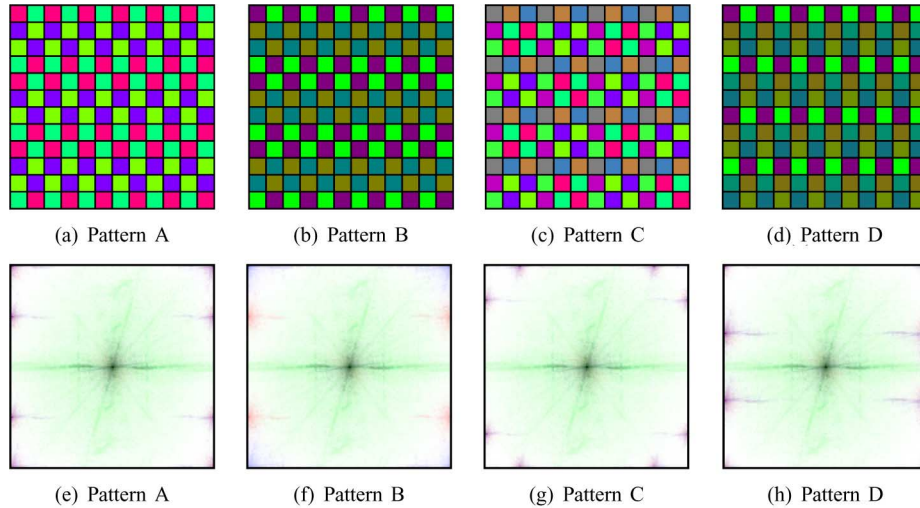 (a) Pattern A
(b) Pattern B
(c) Pattern C
(d) Pattern D
(e) Pattern A
(f) Pattern B
(g) Pattern C
(h) Pattern D